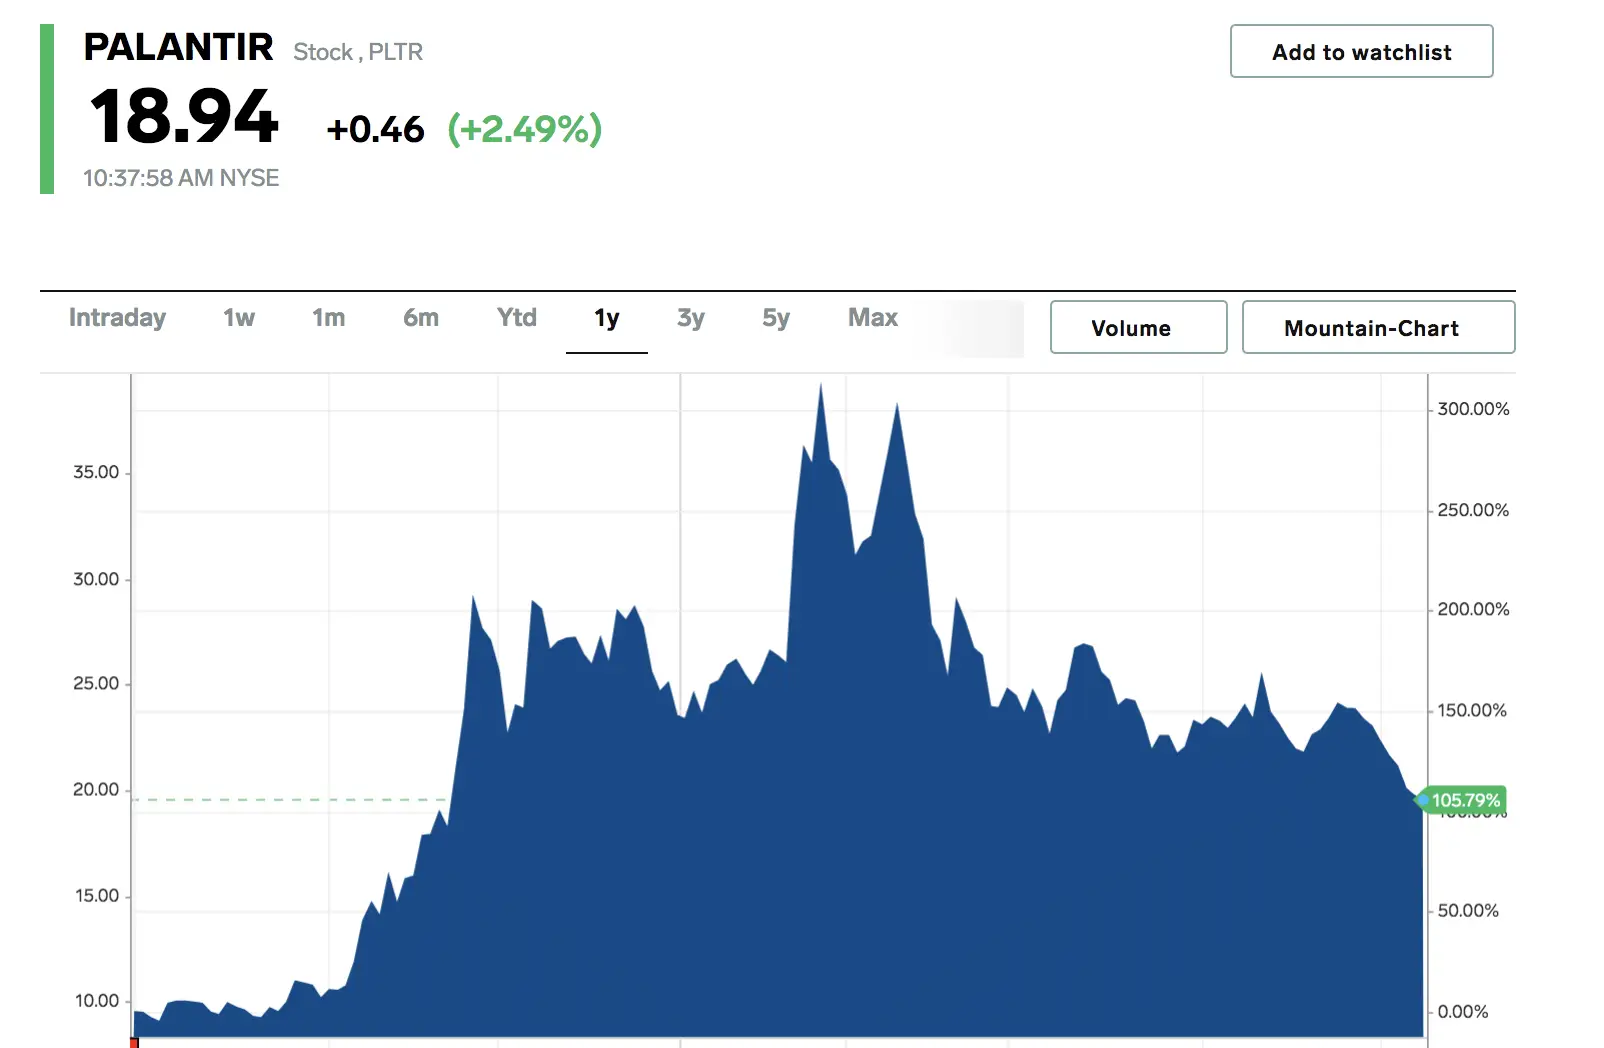 PALANTIR Stock , PLTR
Add to watchlist
18.94 +0.46 (+2.49%)
10:37:58 AM NYSE
Intraday 1w 1m 6m Ytd 1y 3y 5y Max
Volume
Mountain-Chart
300.00%
35.00
250.00%
30.00
200.00%
25.00
150.00%
20.00
105.79%
100.00%
15.00
50.00%
10.00
0.00%